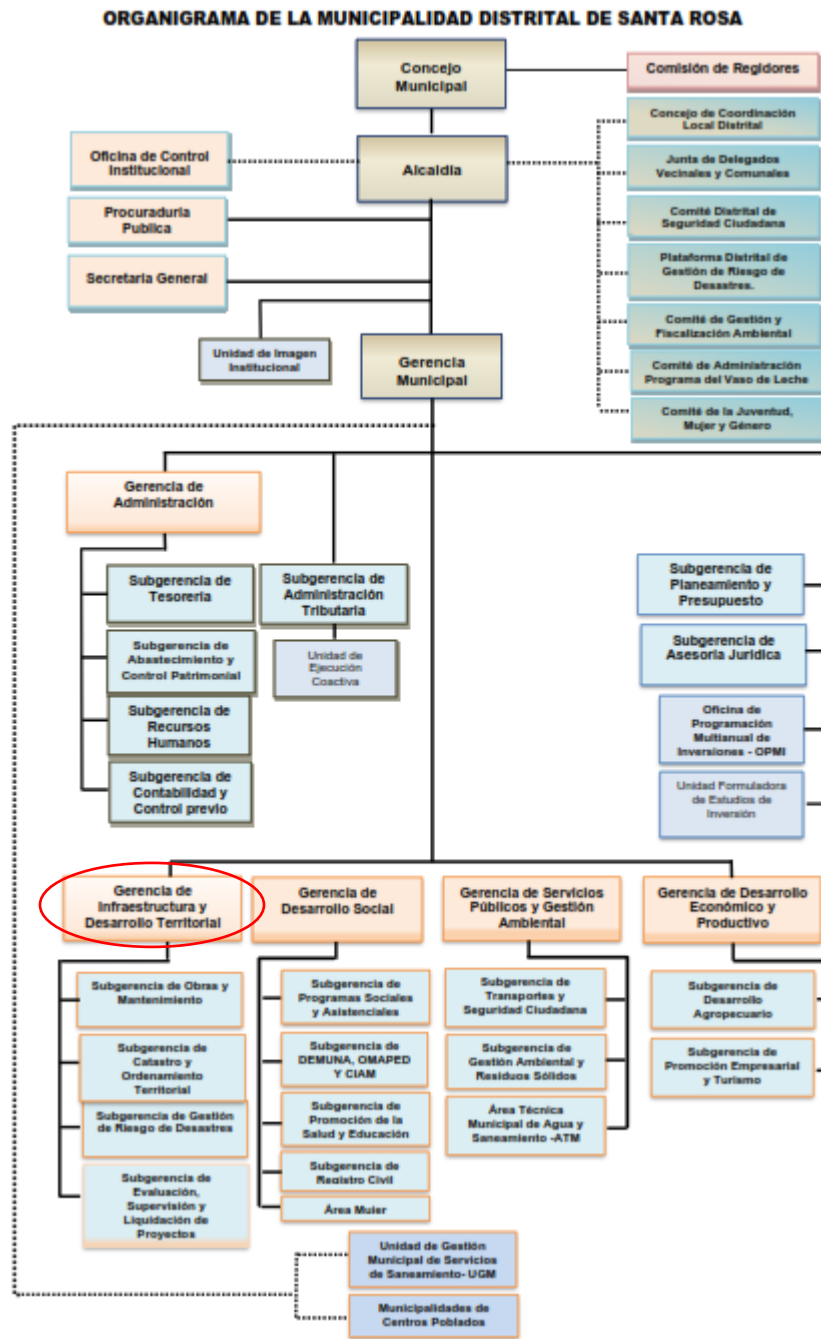 ORGANIGRAMA DE LA MUNICIPALIDAD DISTRITAL DE SANTA ROSA
Concejo
Municipal
Comisión de Regidores
Concejo de Coordinación
Local Distrital
Oficina de Control
Institucional
Alcaldía
Junta de Delegados
Vecinales y Comunales
Procuraduría
Publica
Comité Distrital de
Seguridad Ciudadana
Secretaría General
Plataforma Distrital de
Gestión de Riesgo de
Desastres.
Unidad de Imagen
Institucional
Gerencia
Municipal
Comité de Gestión y
Fiscalización Ambiental
Comité de Administración
Programa del Vaso de Leche
Comité de la Juventud,
Mujer y Género
Gerencia de
Administración
Subgerencia de
Tesorería
Subgerencia de
Abastecimiento y
Control Patrimonial
Subgerencia de
Recursos
Humanos
Subgerencia de
Contabilidad y
Control previo
Subgerencia de
Administración
Tributaria
Unidad de
Ejecución
Coactiva
Subgerencia de
Planeamiento y
Presupuesto
Subgerencia de
Asesoría Jurídica
Oficina de
Programación
Multianual de
Inversiones - OPMI
Unidad Formuladora
de Estudios de
Inversión
Gerencia de
Infraestructura y
Desarrollo Territorial
Subgerencia de Obras y
Mantenimiento
Subgerencia de
Catastro y
Ordenamiento
Territorial
Subgerencia de Gestión
de Riesgo de Desastres
Subgerencia de
Evaluación,
Supervisión y
Liquidación de
Proyectos
Gerencia de
Desarrollo Social
Subgerencia de
Programas Sociales
y Asistenciales
Subgerencia de
DEMUNA, OMAPED
Y CIAM
Subgerencia de
Promoción de la
Salud y Educación
Subgerencia de
Registro Civil
Área Mujer
Gerencia de Servicios
Públicos y Gestión
Ambiental
Subgerencia de
Transportes y
Seguridad Ciudadana
Subgerencia de
Gestión Ambiental y
Residuos Sólidos
Área Técnica
Municipal de Agua y
Saneamiento -ATM
Gerencia de Desarrollo
Económico y
Productivo
Subgerencia de
Desarrollo
Agropecuario
Subgerencia de
Promoción Empresarial
y Turismo
Unidad de Gestión
Municipal de Servicios
de Saneamiento- UGM
Municipalidades de
Centros Poblados